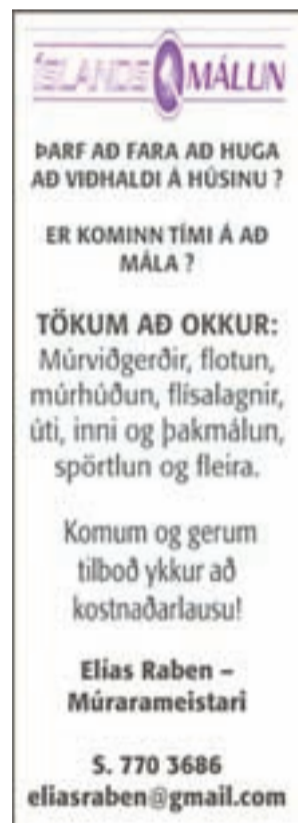 ÍSLANDS MÁLUN
ÞARF AÐ FARA AÐ HUGA
AÐ VIÐHALDI Á HÚSINU ?
ER KOMINN TÍMI Á AÐ
MÁLA ?
TÖKUM AÐ OKKUR:
Múrviðgerðir, flotun,
múrhúðun, flísalagnir,
úti, inni og þakmálun,
spörtlun og fleira.
Komum og gerum
tilboð ykkur að
kostnaðarlausu!
Elías Raben –
Múrarameistari
S. 770 3686
eliasraben@gmail.com